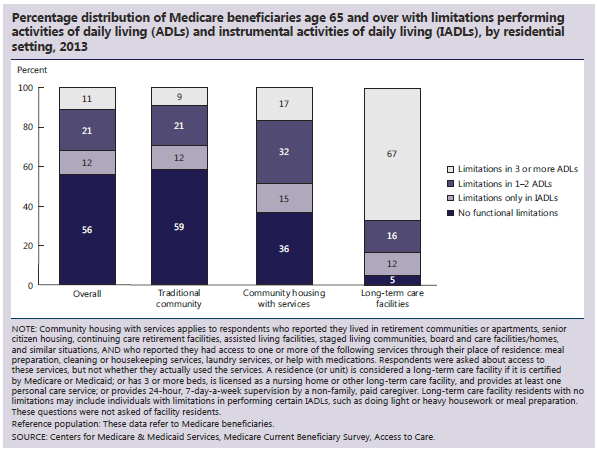 Percentage distribution of Medicare beneficiaries age 65 and over with limitations performing
activities of daily living (ADLs) and instrumental activities of daily living (IADLs), by residential
setting, 2013
Percent
100
80
60
40
20
0
11
21
12
56
9
21
12
59
17
32
15
36
67
16
12
5
Overall
Traditional
community
Community housing
with services
Long-term care
facilities
Limitations in 3 or more ADLs
Limitations in 1–2 ADLs
Limitations only in IADLs
No functional limitations
NOTE: Community housing with services applies to respondents who reported they lived in retirement communities or apartments, senior
citizen housing, continuing care retirement facilities, assisted living facilities, staged living communities, board and care facilities/homes,
and similar situations, AND who reported they had access to one or more of the following services through their place of residence: meal
preparation, cleaning or housekeeping services, laundry services, or help with medications. Respondents were asked about access to
these services, but not whether they actually used the services. A residence (or unit) is considered a long-term care facility if it is certified
by Medicare or Medicaid; or has 3 or more beds, is licensed as a nursing home or other long-term care facility, and provides at least one
personal care service; or provides 24-hour, 7-day-a-week supervision by a non-family, paid caregiver. Long-term care facility residents with no
limitations may include individuals with limitations in performing certain IADLs, such as doing light or heavy housework or meal preparation.
These questions were not asked of facility residents.
Reference population: These data refer to Medicare beneficiaries.
SOURCE: Centers for Medicare & Medicaid Services, Medicare Current Beneficiary Survey, Access to Care.